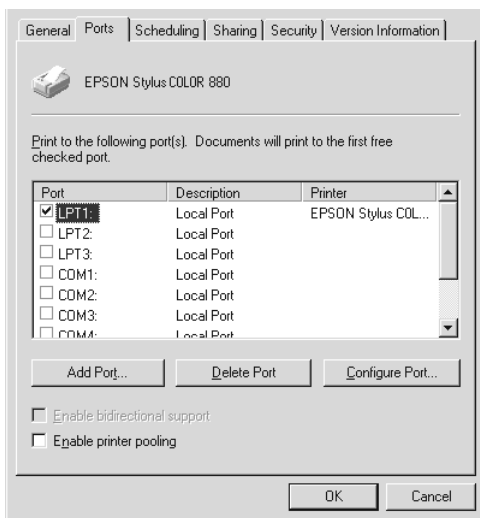 General Ports Scheduling Sharing Security Version Information
EPSON Stylus COLOR 880
Print to the following port(s). Documents will print to the first free
checked port.
Port Description Printer
LPT1: Local Port EPSON Stylus COL...
LPT2: Local Port
LPT3: Local Port
COM1: Local Port
COM2: Local Port
COM3: Local Port
COM4: Local Port
Add Port... Delete Port Configure Port...
Enable bidirectional support
Enable printer pooling
OK Cancel